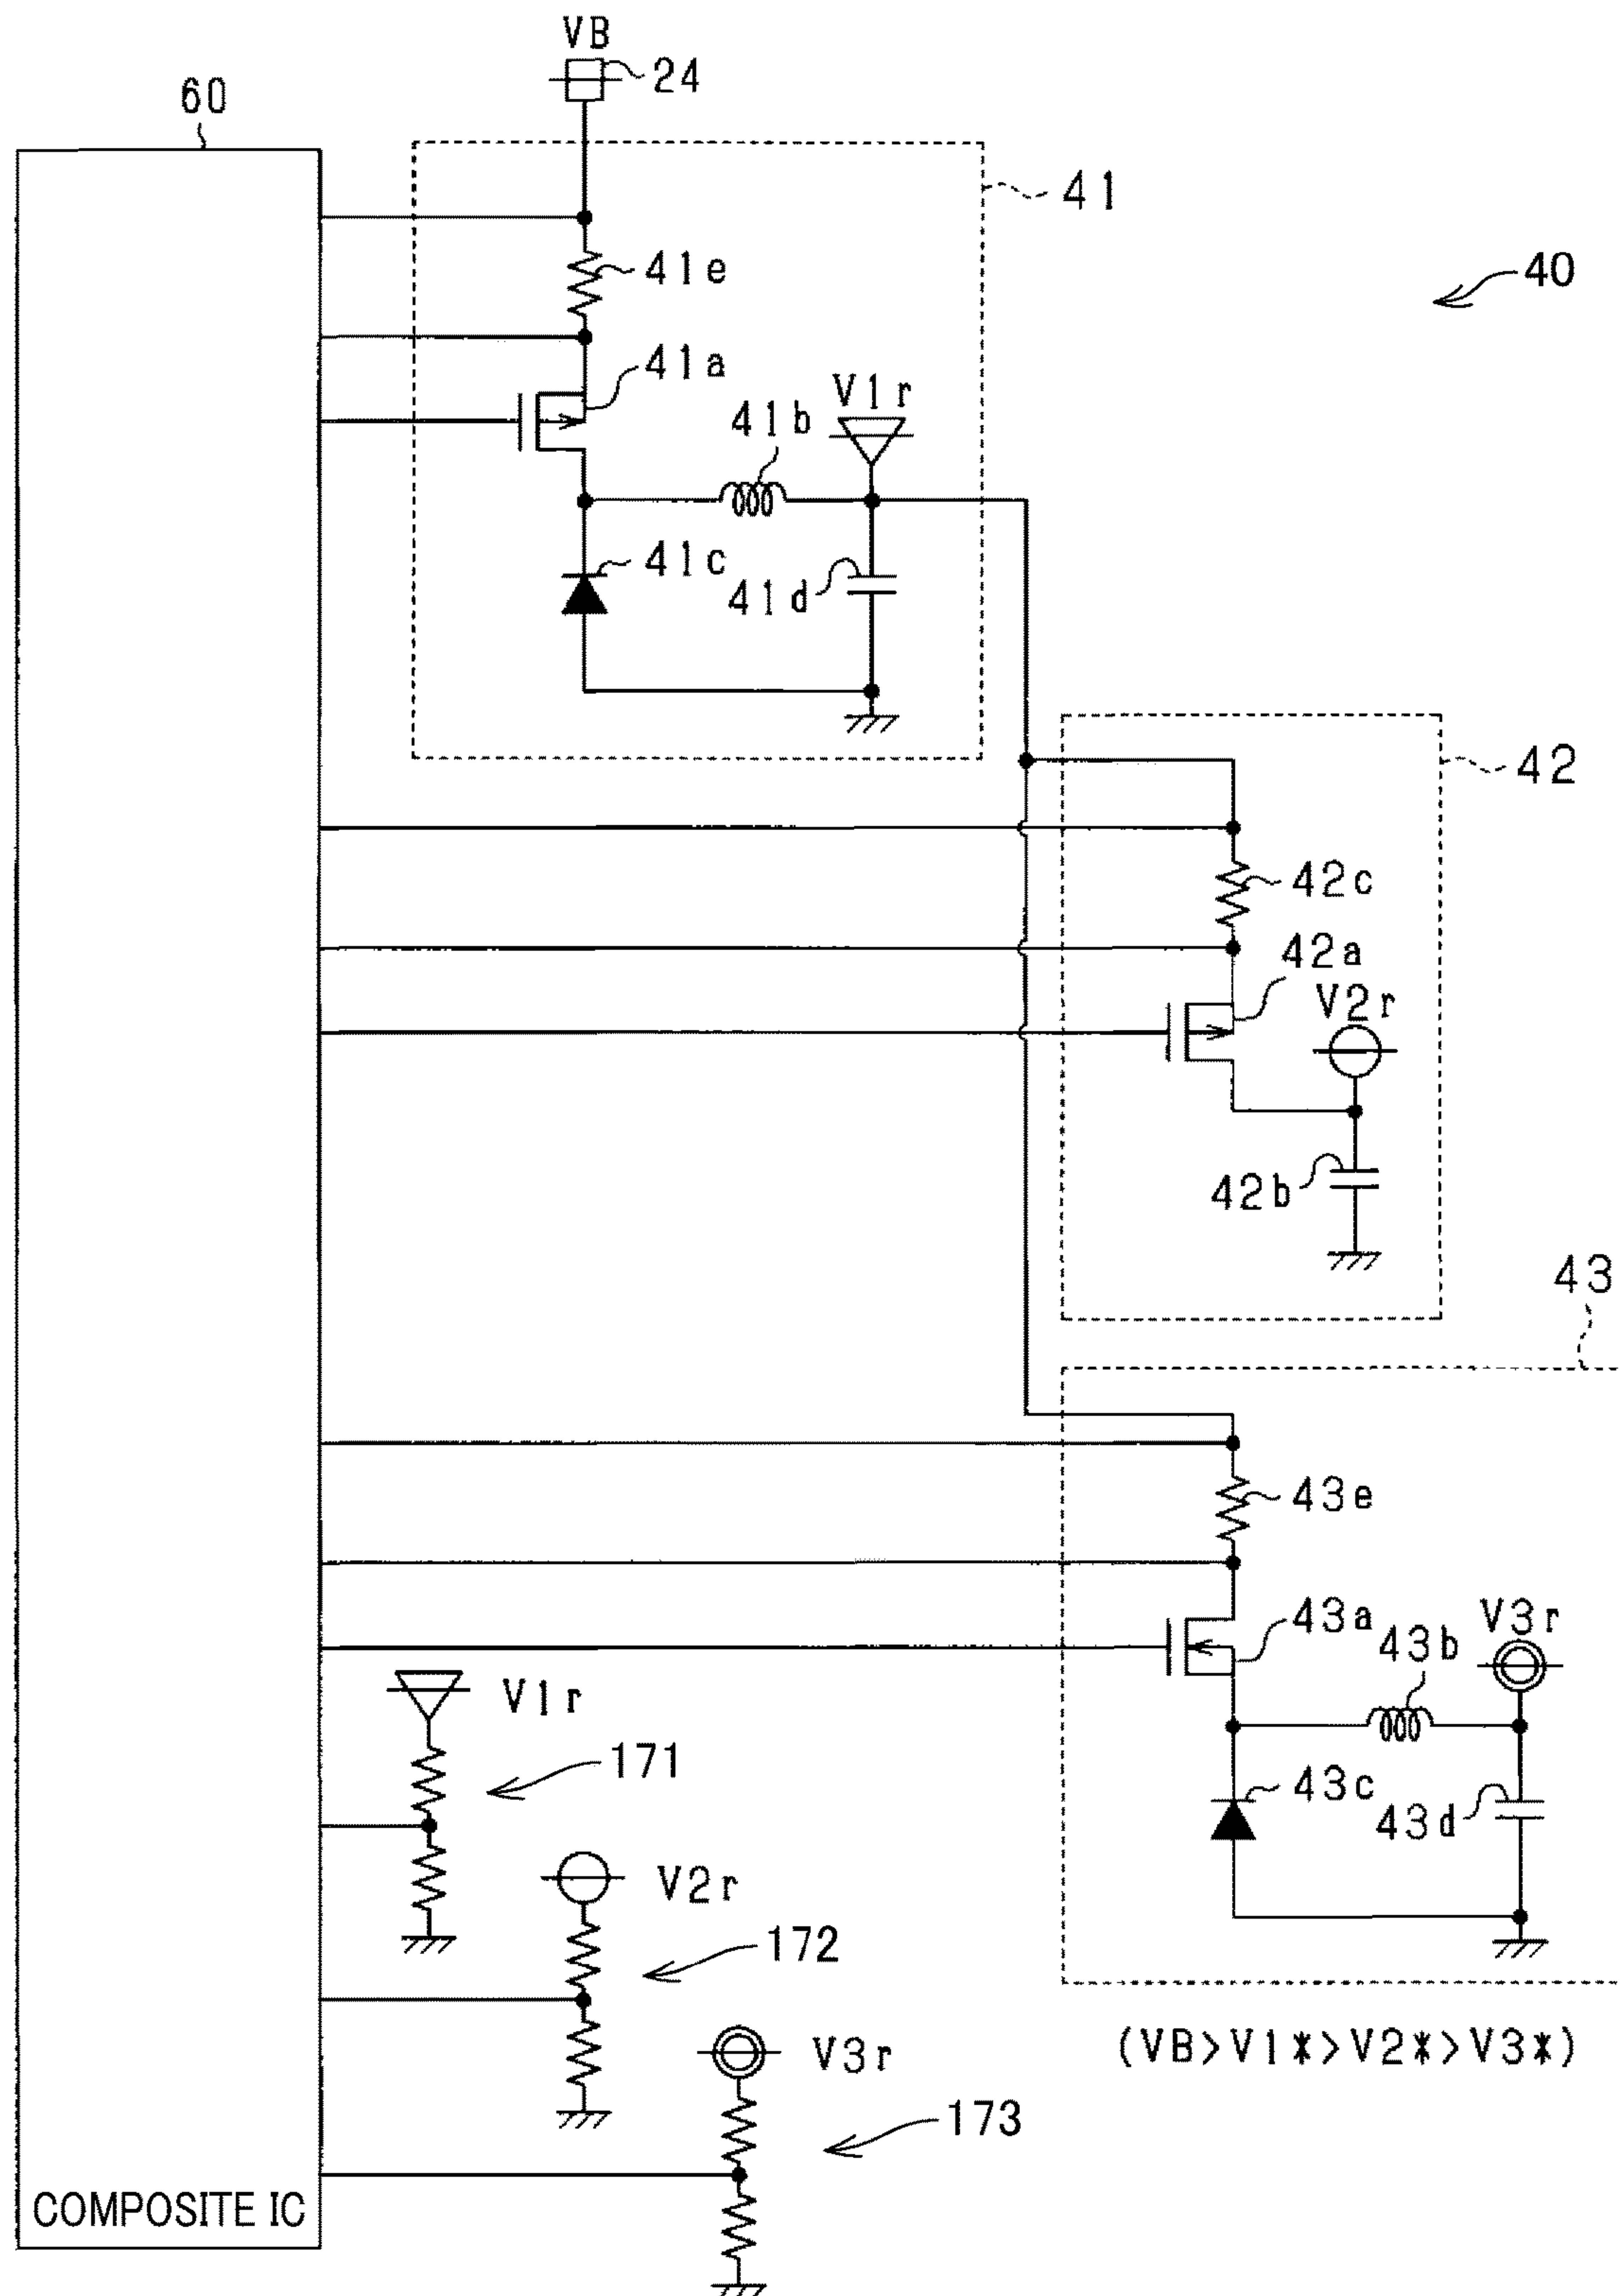 VB
24
60
41
41e
40
41a
V1r
41b
41c
41d
42
42c
42a
V2r
42b
43
43e
43a
V3r
43b
V1r
171
43c
43d
V2r
172
V3r
(VB>V1*>V2*>V3*)
173
COMPOSITE IC